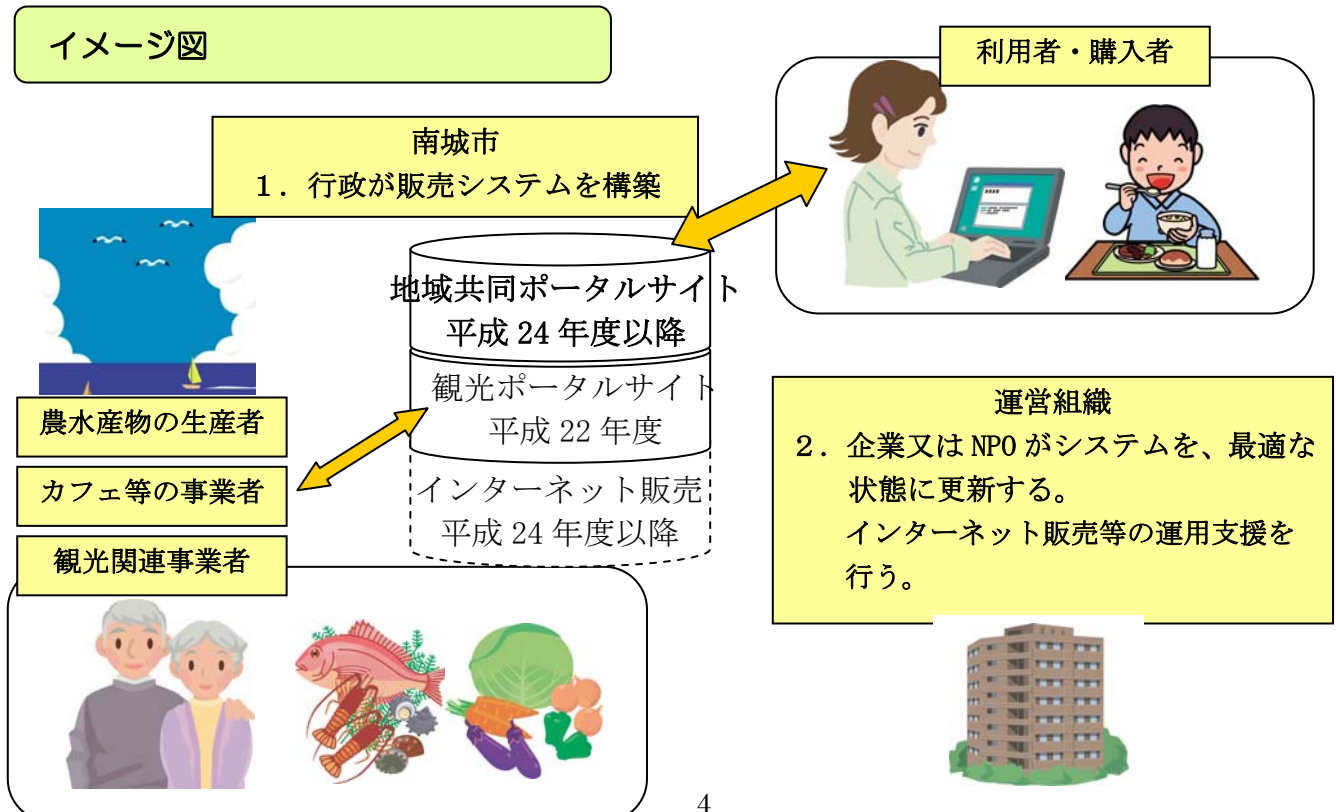 イメージ図
利用者・購入者
南城市
１．行政が販売システムを構築
地域共同ポータルサイト
平成 24 年度以降
観光ポータルサイト
平成 22 年度
インターネット販売
平成 24 年度以降
農水産物の生産者
カフェ等の事業者
観光関連事業者
運営組織
２．企業又は NPO がシステムを、最適な
状態に更新する。
インターネット販売等の運用支援を
行う。
4